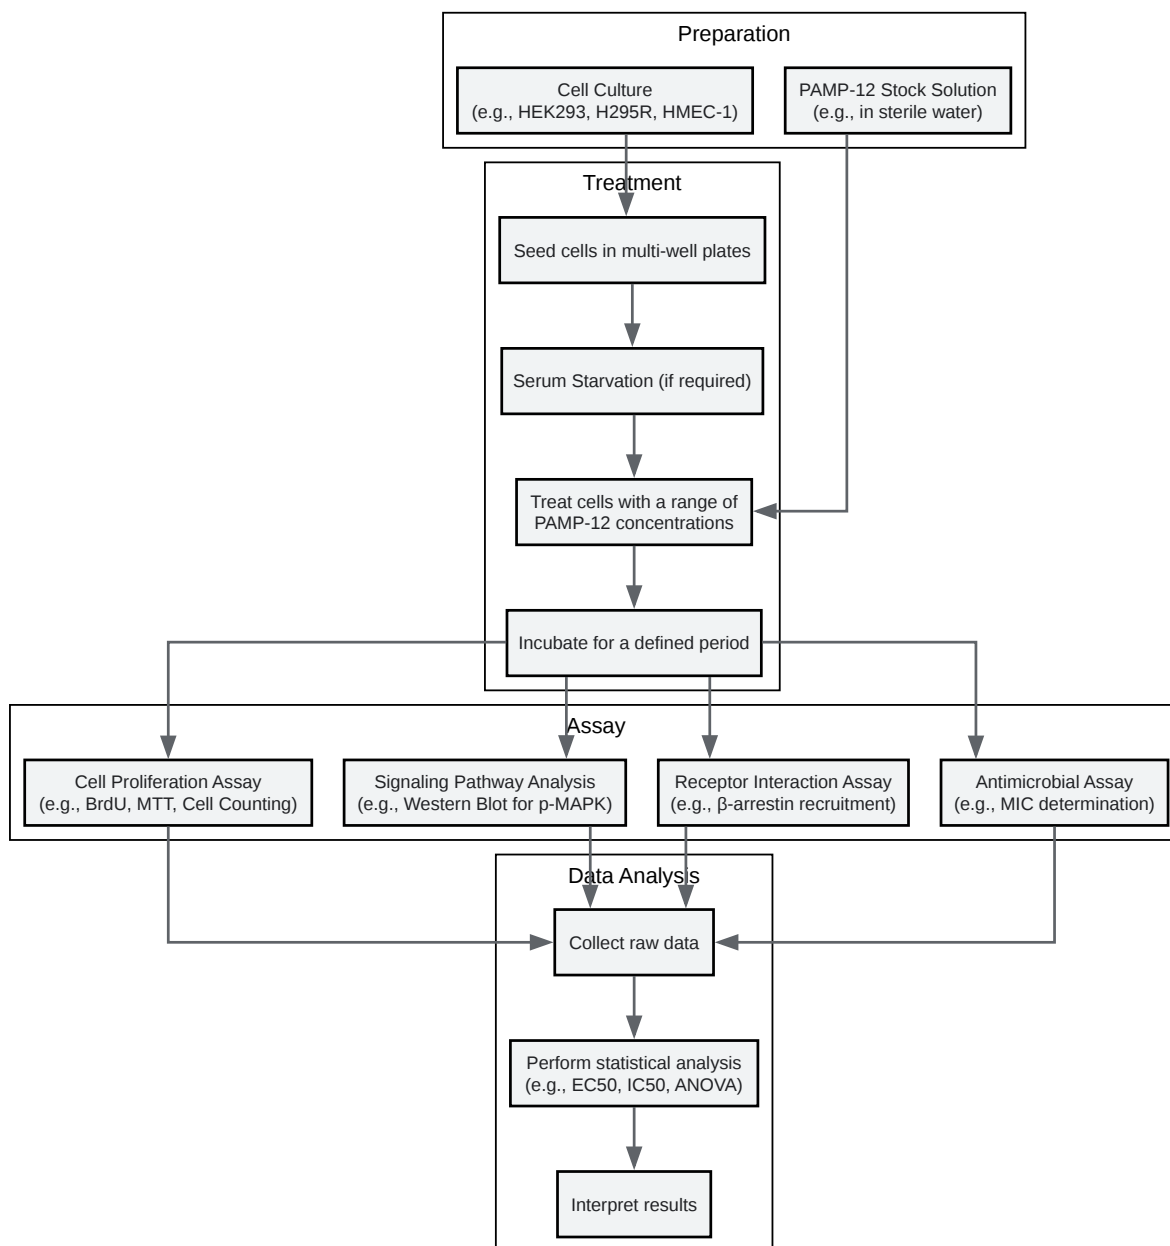 Preparation
Cell Culture
(e.g., HEK293, H295R, HMEC-1)
PAMP-12 Stock Solution
(e.g., in sterile water)
Treatment
Seed cells in multi-well plates
Serum Starvation (if required)
Treat cells with a range of
PAMP-12 concentrations
Incubate for a defined period
Assay
Cell Proliferation Assay
(e.g., BrdU, MTT, Cell Counting)
Signaling Pathway Analysis
(e.g., Western Blot for p-MAPK)
Receptor Interaction Assay
(e.g., β-arrestin recruitment)
Antimicrobial Assay
(e.g., MIC determination)
Data Analysis
Collect raw data
Perform statistical analysis
(e.g., EC50, IC50, ANOVA)
Interpret results